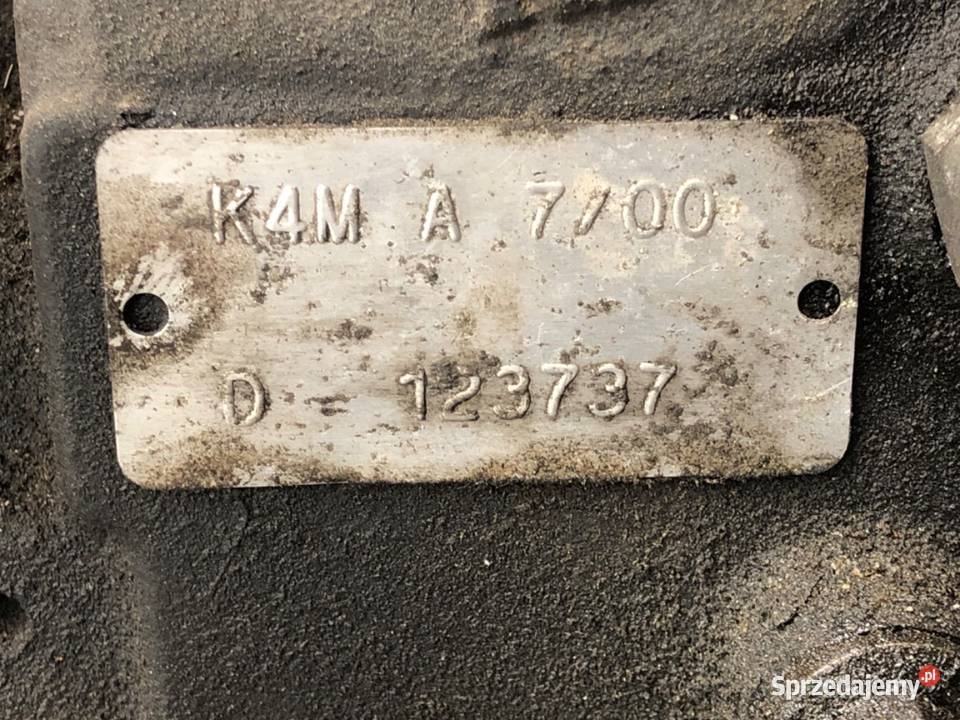 K4M A 7/00
D - 123737
Sprzedajemy.pl